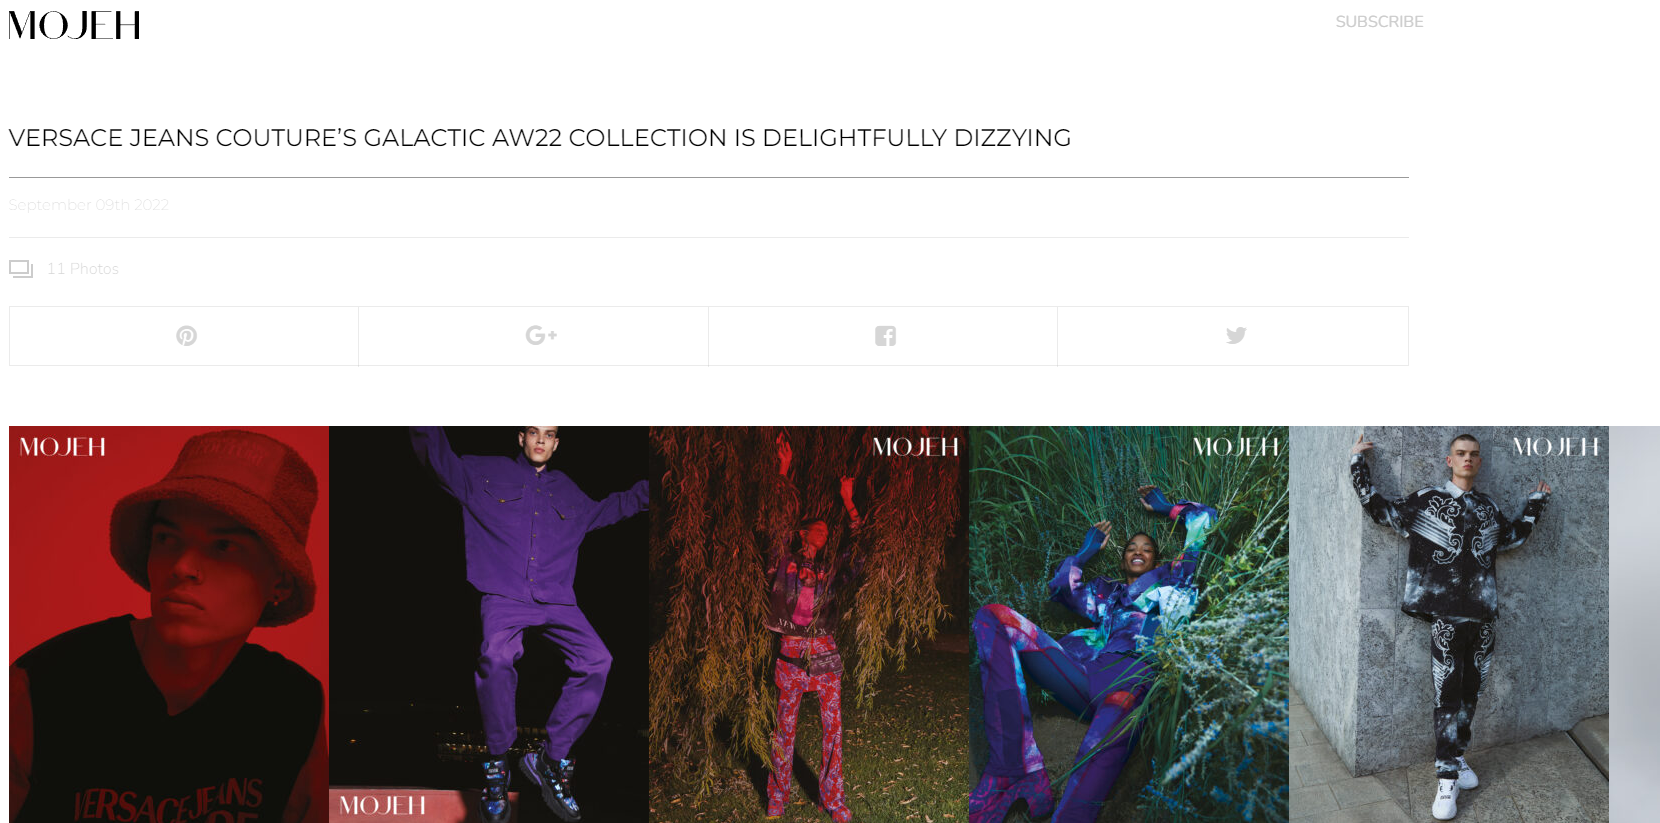 MOJEH
SUBSCRIBE
VERSACE JEANS COUTURE’S GALACTIC AW22 COLLECTION IS DELIGHTFULLY DIZZYING
September 09th 2022
11 Photos
MOJEH
MOJEH
MOJEH
MOJEH
VERSACE JEANS
MOJEH